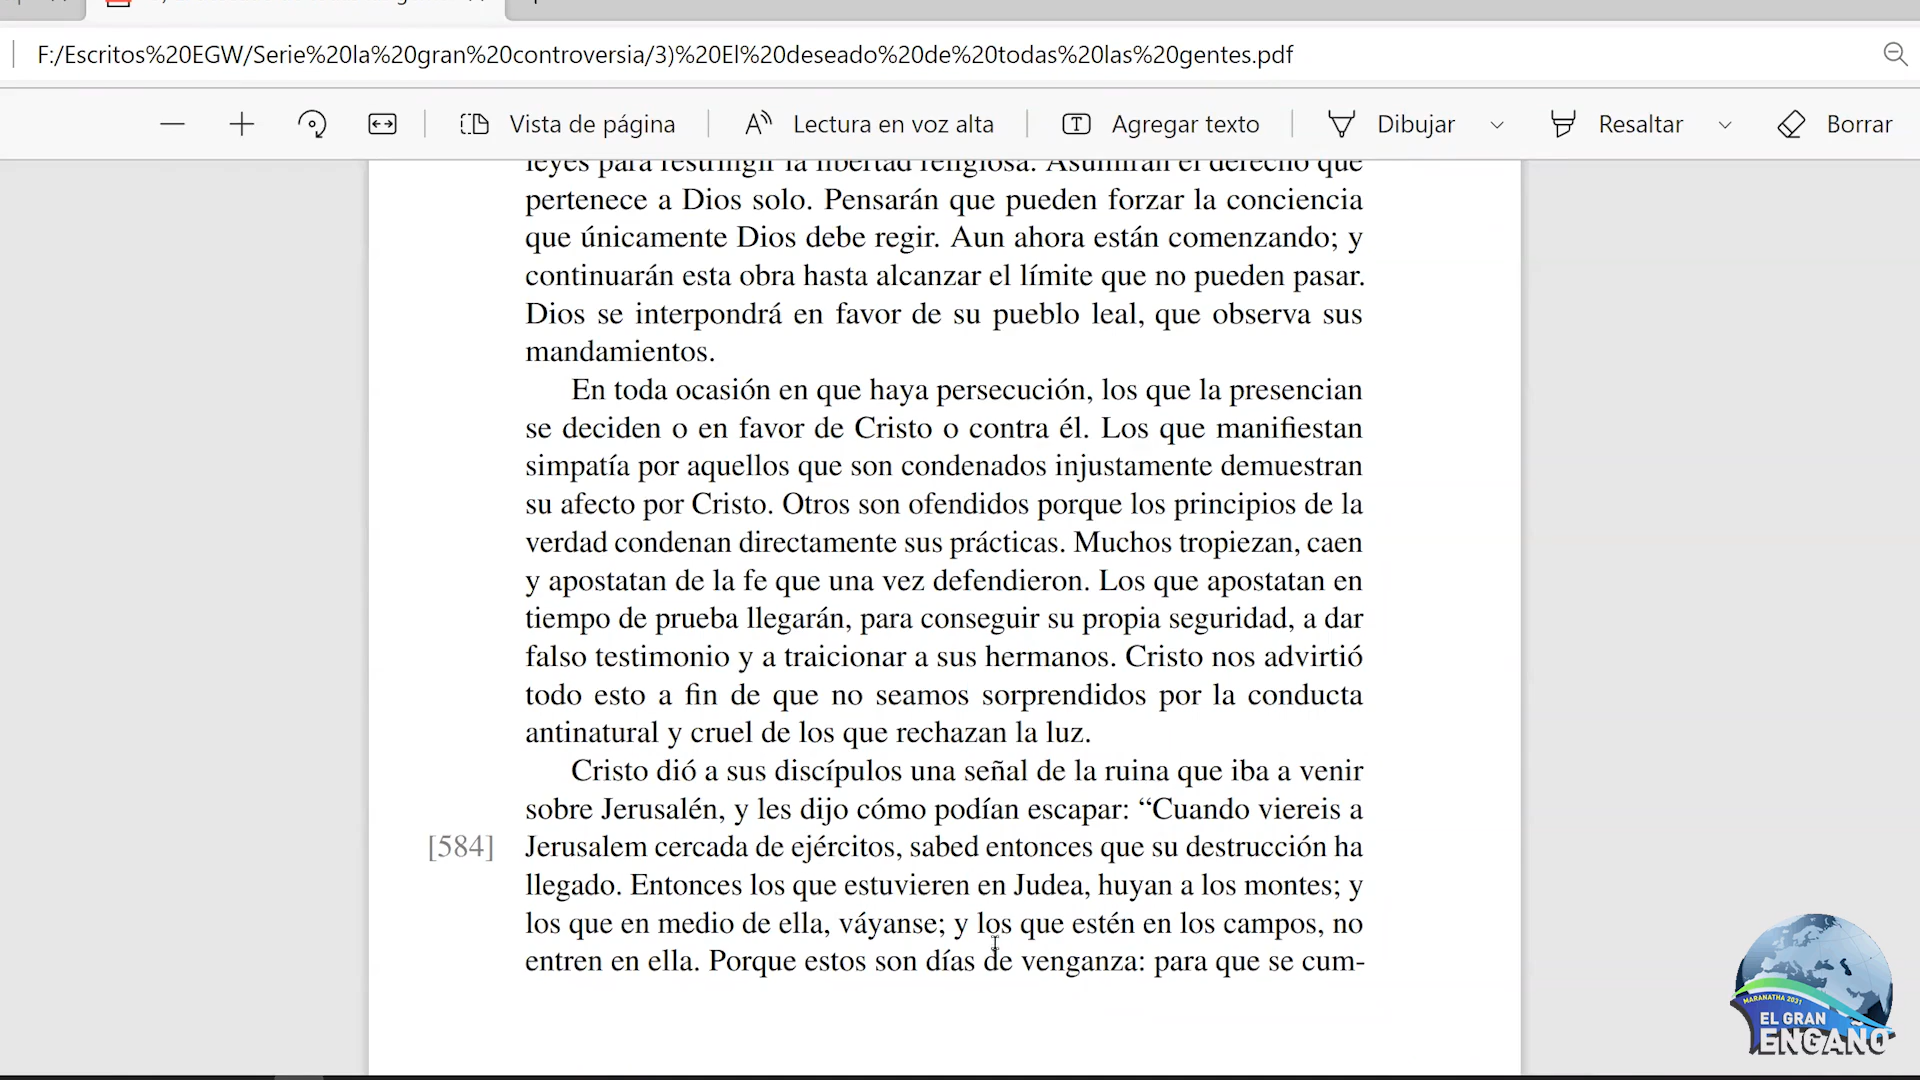 F:/Escritos%20EGW/Serie%20la%20gran%20controversia/3)%20El%20deseado%20de%20todas%20las%20gentes.pdf
Vista de página
Lectura en voz alta
Agregar texto
Dibujar
Resaltar
Borrar
leyes para restringir la libertad religiosa. Asumirán el derecho que
pertenece a Dios solo. Pensarán que pueden forzar la conciencia
que únicamente Dios debe regir. Aun ahora están comenzando; y
continuarán esta obra hasta alcanzar el límite que no pueden pasar.
Dios se interpondrá en favor de su pueblo leal, que observa sus
mandamientos.
En toda ocasión en que haya persecución, los que la presencian
se deciden o en favor de Cristo o contra él. Los que manifiestan
simpatía por aquellos que son condenados injustamente demuestran
su afecto por Cristo. Otros son ofendidos porque los principios de la
verdad condenan directamente sus prácticas. Muchos tropiezan, caen
y apostatan de la fe que una vez defendieron. Los que apostatan en
tiempo de prueba llegarán, para conseguir su propia seguridad, a dar
falso testimonio y a traicionar a sus hermanos. Cristo nos advirtió
todo esto a fin de que no seamos sorprendidos por la conducta
antinatural y cruel de los que rechazan la luz.
Cristo dió a sus discípulos una señal de la ruina que iba a venir
sobre Jerusalén, y les dijo cómo podían escapar: “Cuando viereis a
[584] Jerusalem cercada de ejércitos, sabed entonces que su destrucción ha
llegado. Entonces los que estuvieren en Judea, huyan a los montes; y
los que en medio de ella, váyanse; y los que estén en los campos, no
entren en ella. Porque estos son días de venganza: para que se cum-
MARANATHA 2031
EL GRAN
ENGAÑO